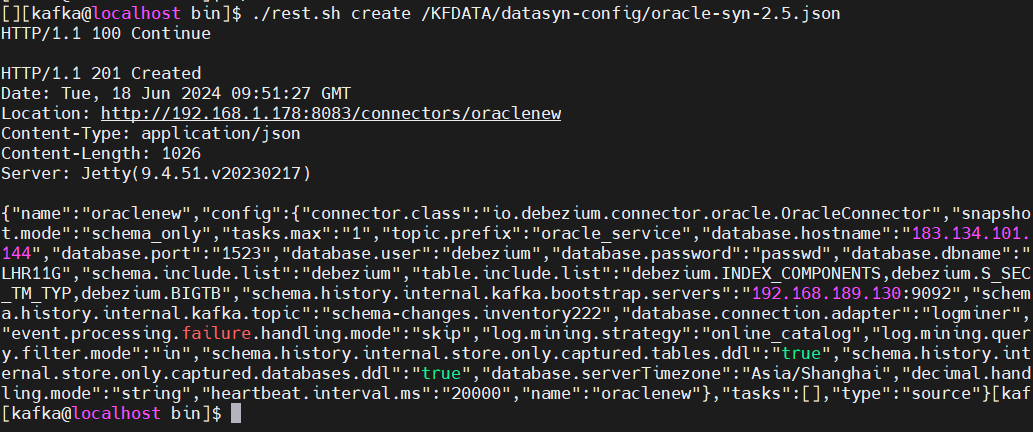 [][kafka@localhost bin]$ ./rest.sh create /KFDATA/datasyn-config/oracle-syn-2.5.json
HTTP/1.1 100 Continue
HTTP/1.1 201 Created
Date: Tue, 18 Jun 2024 09:51:27 GMT
Location: http://192.168.1.178:8083/connectors/oraclenew
Content-Type: application/json
Content-Length: 1026
Server: Jetty(9.4.51.v20230217)
{"name":"oraclenew","config":{"connector.class":"io.debezium.connector.oracle.OracleConnector","snapsho
t.mode":"schema_only","tasks.max":"1","topic.prefix":"oracle_service","database.hostname":"183.134.101.
144","database.port":"1523","database.user":"debezium","database.password":"passwd","database.dbname":"
LHR11G","schema.include.list":"debezium","table.include.list":"debezium.INDEX_COMPONENTS,debezium.S_SEC
_TM_TYP,debezium.BIGTB","schema.history.internal.kafka.bootstrap.servers":"192.168.189.130:9092","schem
a.history.internal.kafka.topic":"schema-changes.inventory222","database.connection.adapter":"logminer",
"event.processing.failure.handling.mode":"skip","log.mining.strategy":"online_catalog","log.mining.quer
y.filter.mode":"in","schema.history.internal.store.only.captured.tables.ddl":"true","schema.history.int
ernal.store.only.captured.databases.ddl":"true","database.serverTimezone":"Asia/Shanghai","decimal.hand
ling.mode":"string","heartbeat.interval.ms":"20000","name":"oraclenew"},"tasks":[],"type":"source"}[kaf
[kafka@localhost bin]$